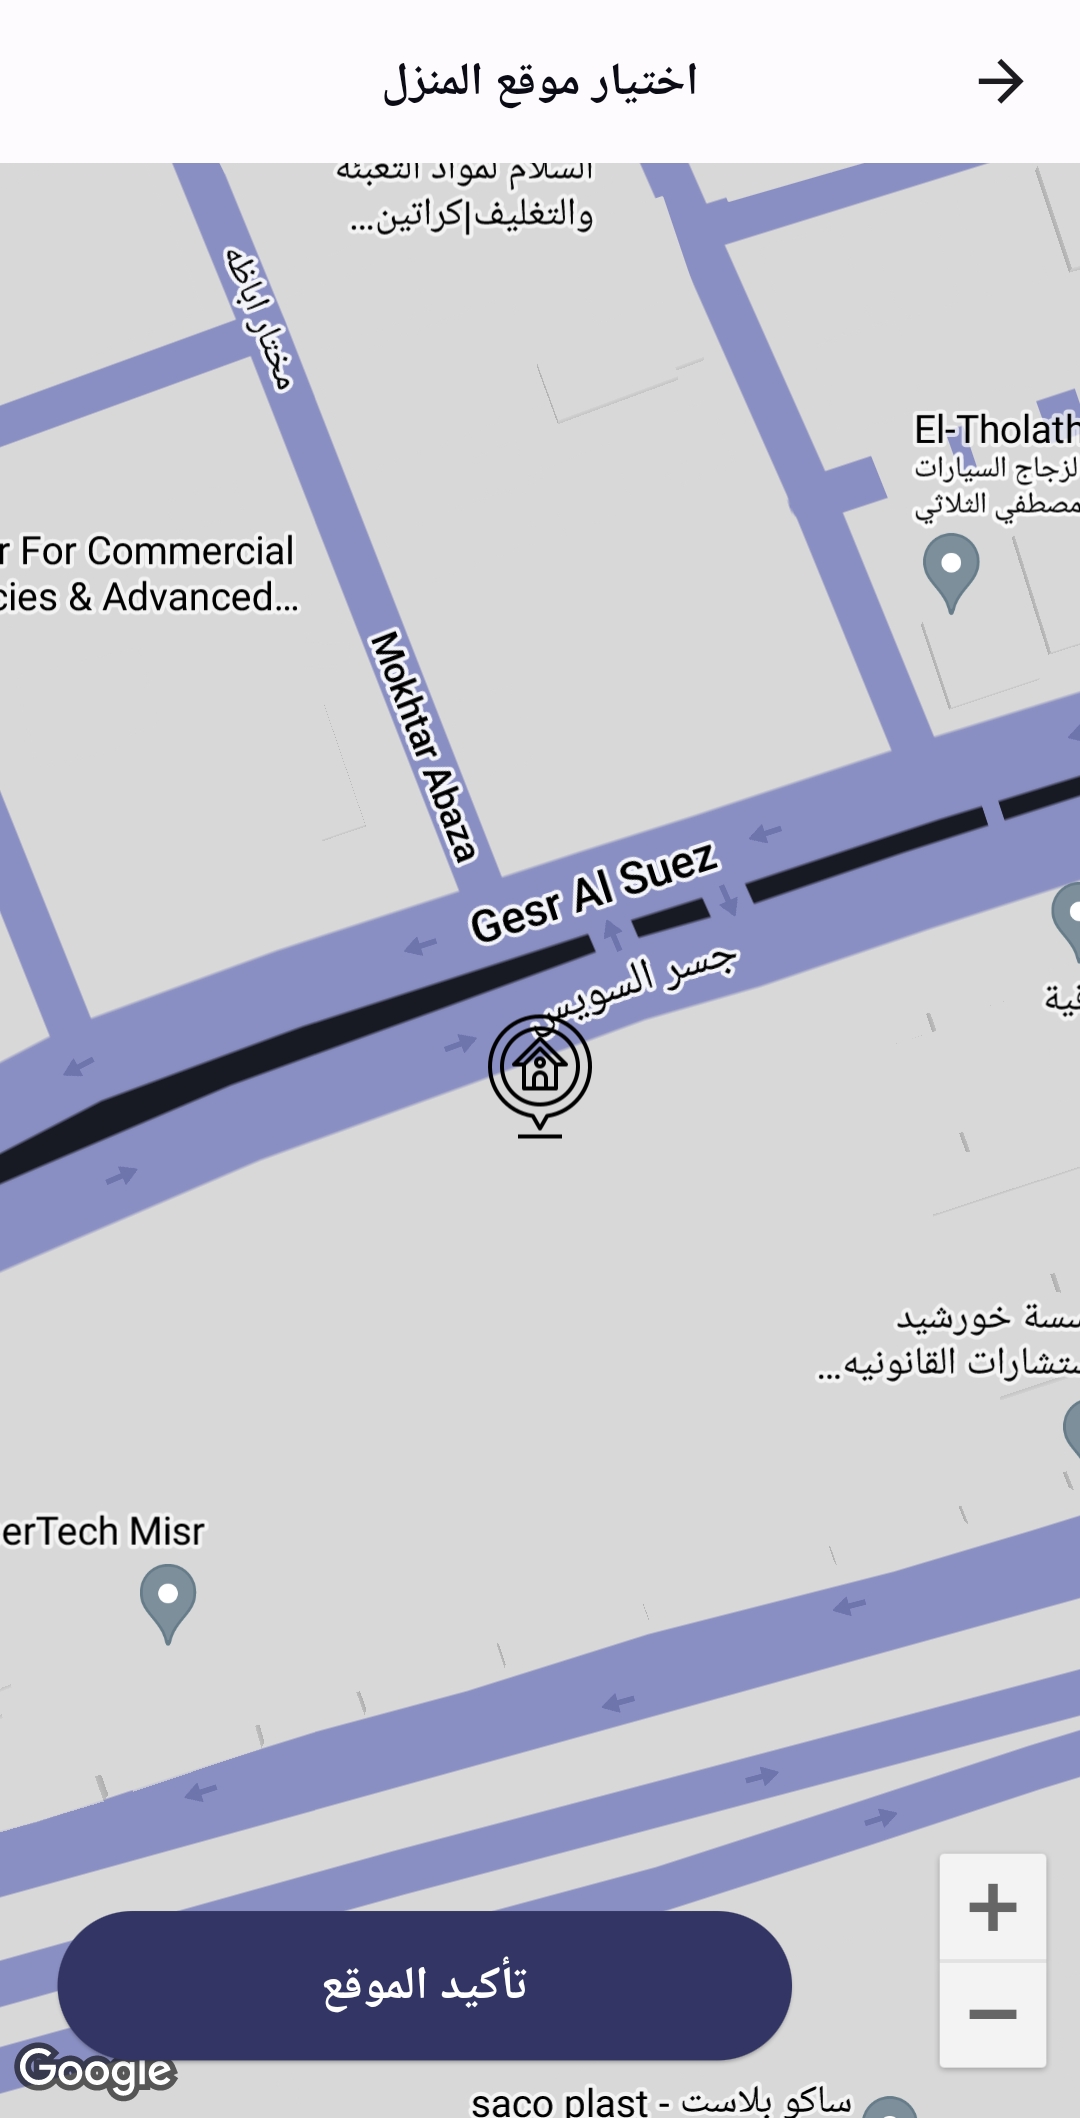 اختيار موقع المنزل
السلام لمواد التعبئة
والتغليف|كراتين...
مختار اباظه
El-Tholath
لزجاج السيارات
مصطفي الثلاثي
r For Commercial
cies & Advanced...
Mokhtar Abaza
Gesr Al Suez
جسر السويس
قية
سسة خورشيد
ستشارات القانونيه...
erTech Misr
تأكيد الموقع
Google
saco plast - ساكو بلاست